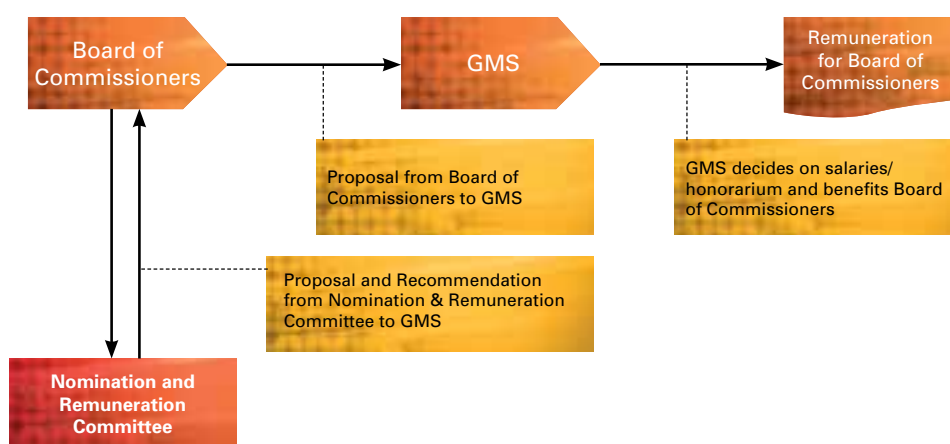 Board of
Commissioners
GMS
Remuneration
for Board of
Commissioners
Proposal from Board of
Commissioners to GMS
GMS decides on salaries/
honorarium and benefits Board
of Commissioners
Proposal and Recommendation
from Nomination & Remuneration
Committee to GMS
Nomination and
Remuneration
Committee